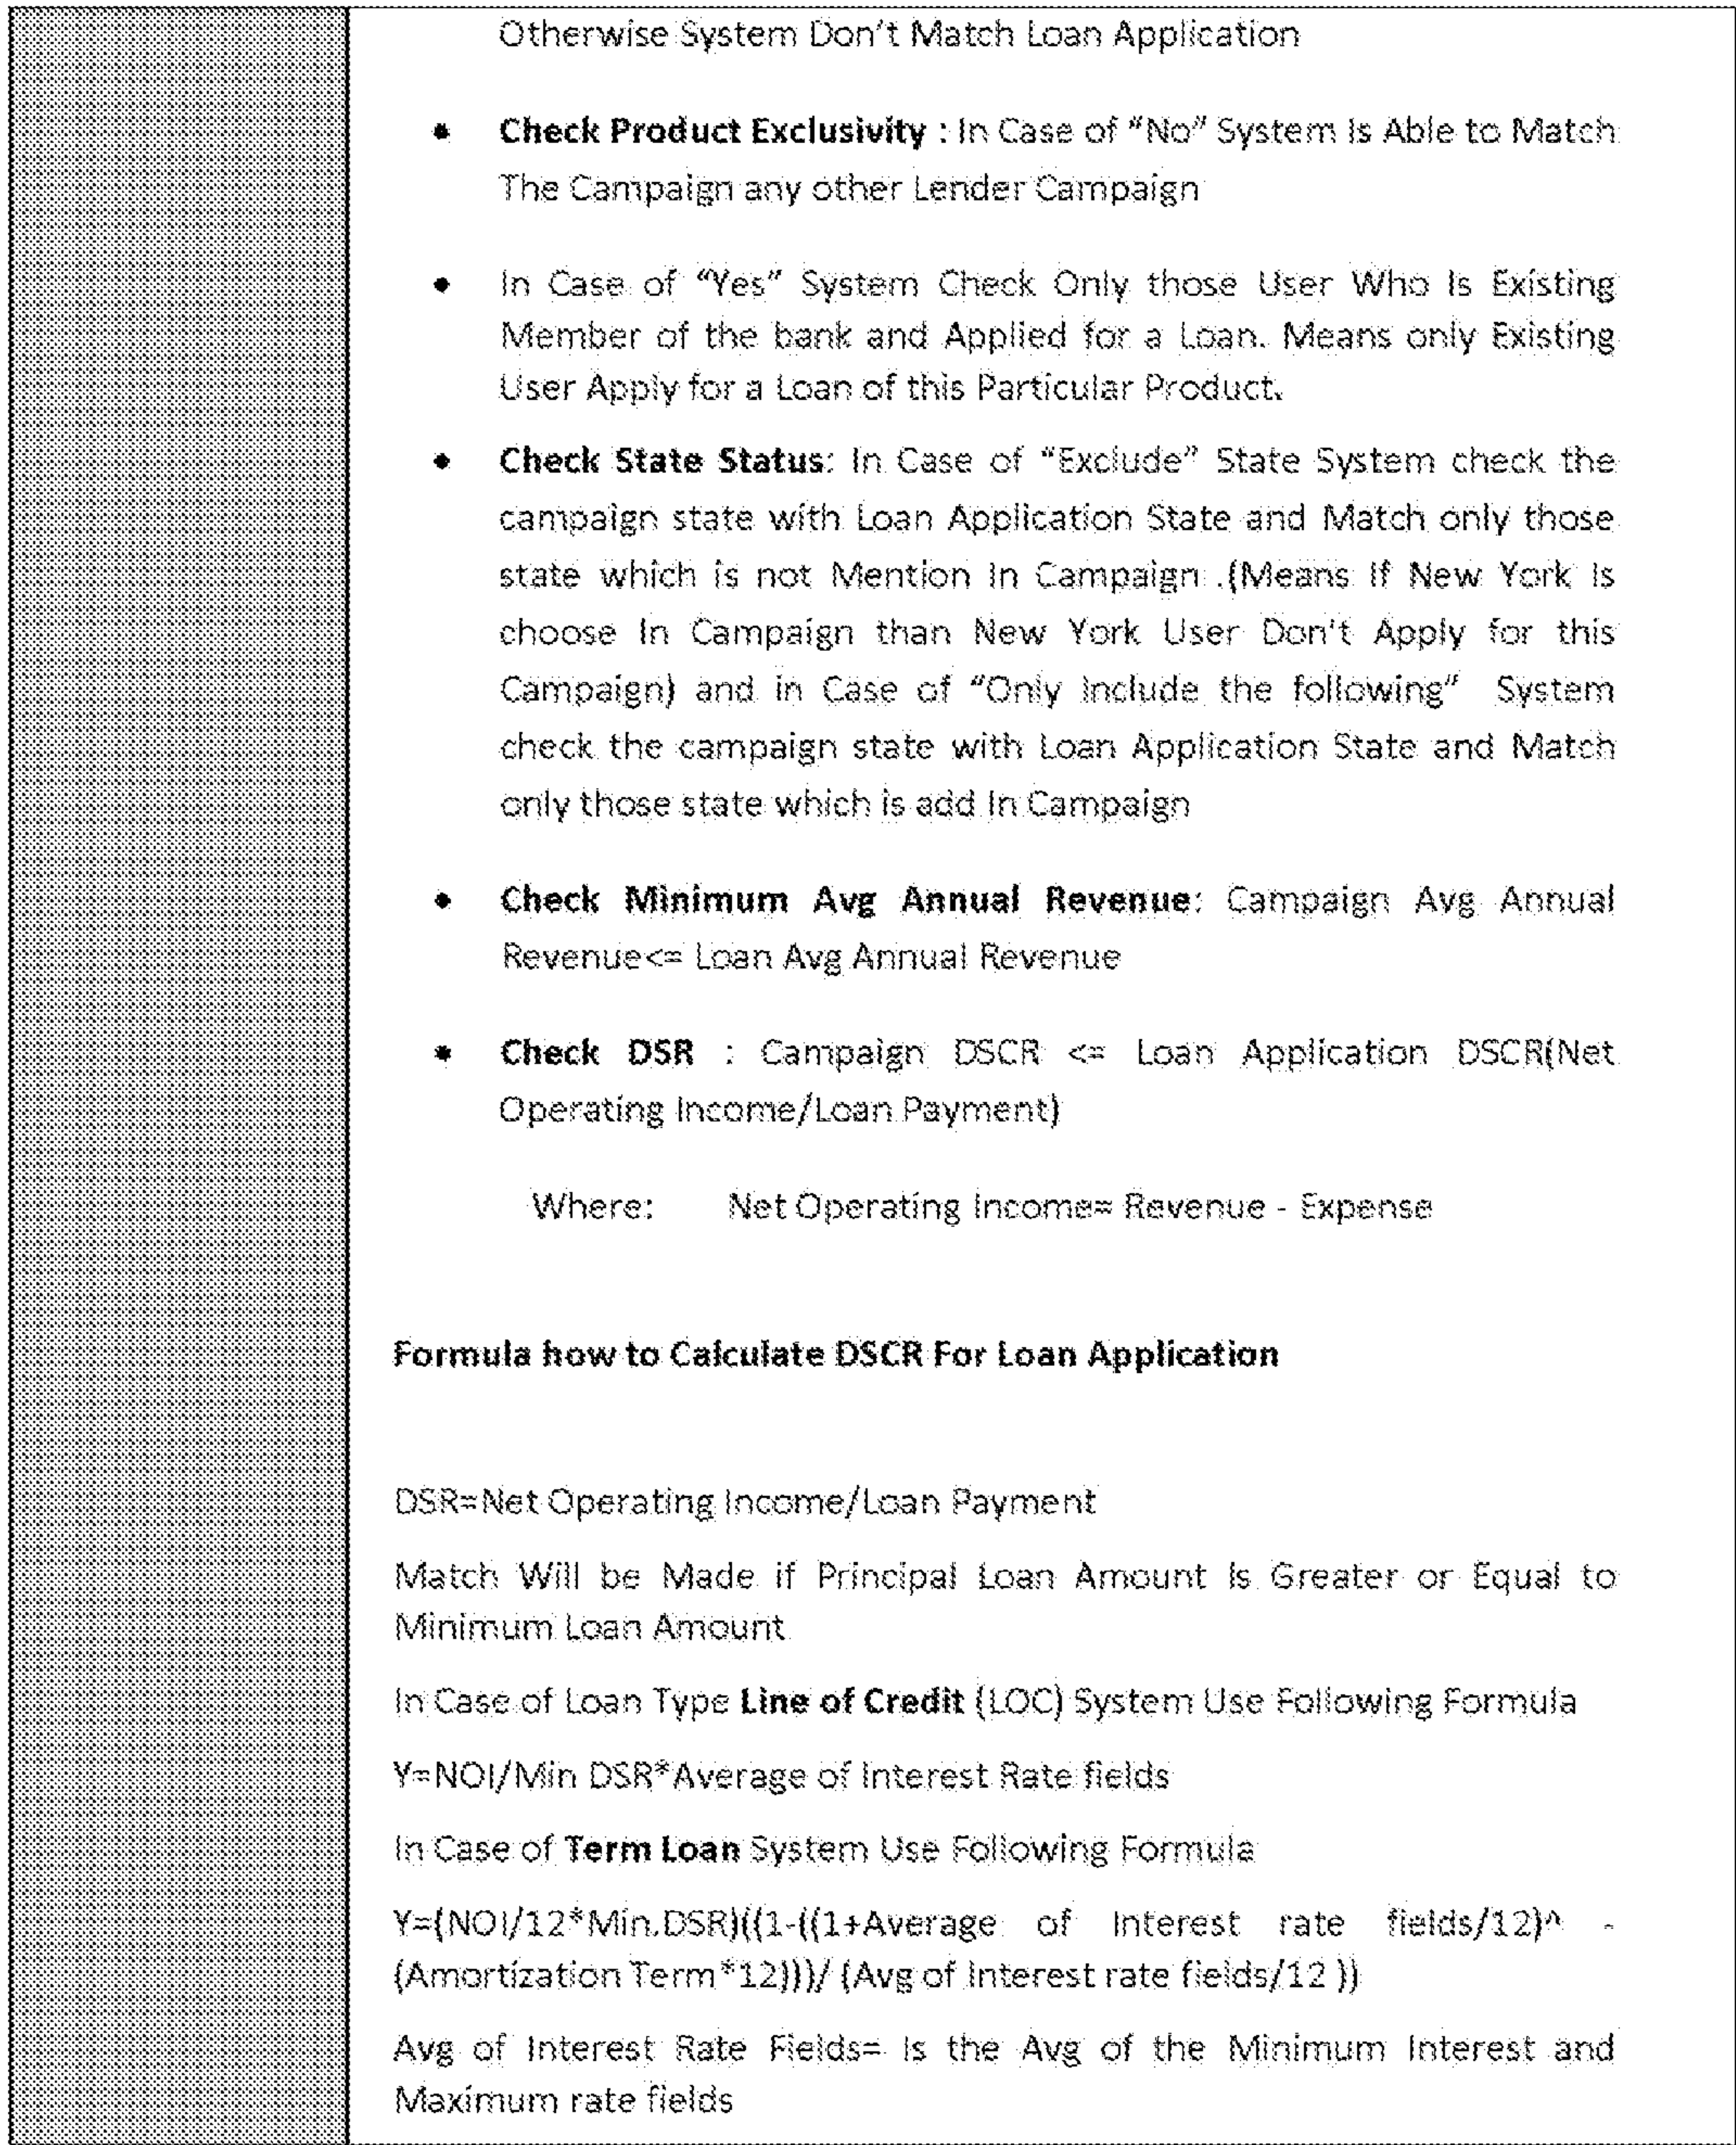 Otherwise System Don't Match Loan Application
• Check Product Exclusivity : In Case of "No" System Is Able to Match
The Campaign any other Lender Campaign
• In Case of "Yes" System Check Only those User Who Is Existing
Member of the bank and Applied for a Loan. Means only Existing
User Apply for a Loan of this Particular Product.
• Check State Status: In Case of "Exclude" State System check the
campaign state with Loan Application State and Match only those
state which is not Mention In Campaign .(Means If New York Is
choose In Campaign than New York User Don't Apply for this
Campaign) and in Case of "Only Include the following" System
check the campaign state with Loan Application State and Match
only those state which is add In Campaign
• Check Minimum Avg Annual Revenue: Campaign Avg Annual
Revenue<= Loan Avg Annual Revenue
• Check DSR : Campaign DSCR <= Loan Application DSCR(Net
Operating Income/Loan Payment)
Where: Net Operating Income= Revenue - Expense
Formula how to Calculate DSCR For Loan Application
DSR=Net Operating Income/Loan Payment
Match Will be Made if Principal Loan Amount Is Greater or Equal to
Minimum Loan Amount
In Case of Loan Type Line of Credit (LOC) System Use Following Formula
Y=NOI/Min DSR*Average of Interest Rate fields
In Case of Term Loan System Use Following Formula
Y=(NOI/12*Min.DSR)((1-((1+Average of Interest rate fields/12)^ -
(Amortization Term*12)))/ (Avg of Interest rate fields/12 ))
Avg of Interest Rate Fields= Is the Avg of the Minimum Interest and
Maximum rate fields